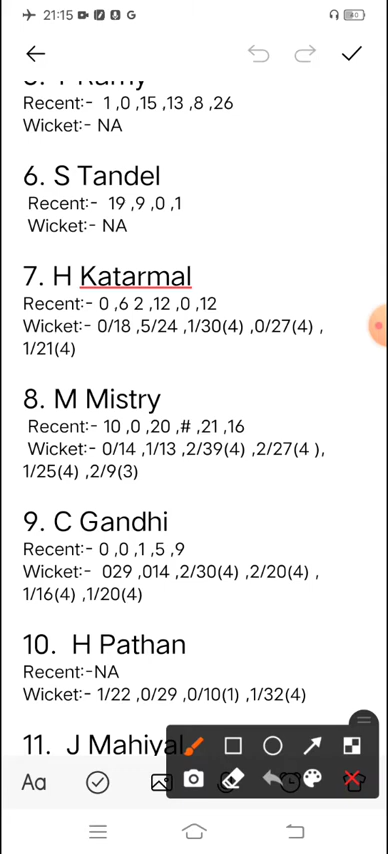 21:15 G
Recent:- 1 ,0 ,15 ,13 ,8 ,26
Wicket:- NA
6. S Tandel
Recent:- 19 ,9 ,0 ,1
Wicket:- NA
7. H Katarmal
Recent:- 0 ,6 2 ,12 ,0 ,12
Wicket:- 0/18 ,5/24 ,1/30(4) ,0/27(4) ,
1/21(4)
8. M Mistry
Recent:- 10 ,0 ,20 ,# ,21 ,16
Wicket:- 0/14 ,1/13 ,2/39(4) ,2/27(4 ),
1/25(4) ,2/9(3)
9. C Gandhi
Recent:- 0 ,0 ,1 ,5 ,9
Wicket:- 029 ,014 ,2/30(4) ,2/20(4) ,
1/16(4) ,1/20(4)
10. H Pathan
Recent:-NA
Wicket:- 1/22 ,0/29 ,0/10(1) ,1/32(4)
11. J Mahiyal
Aa